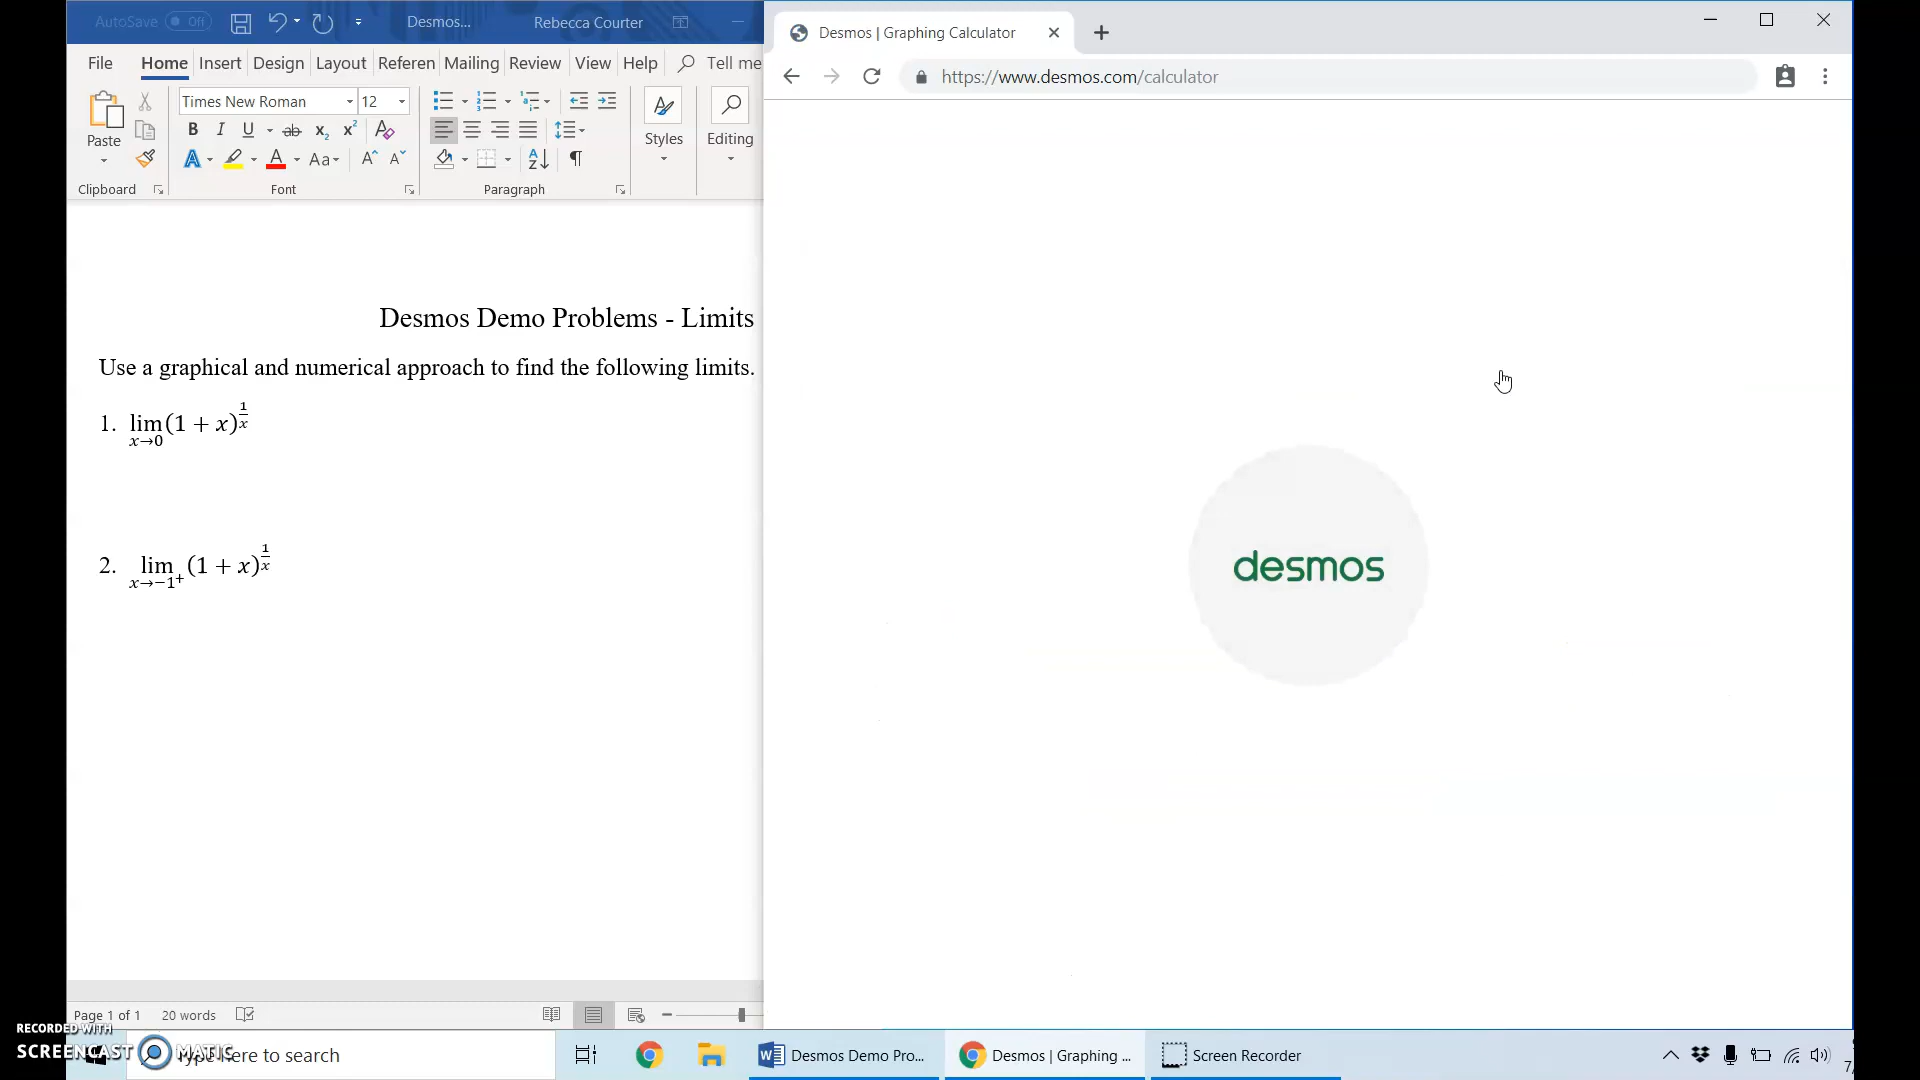 AutoSave Off Desmos... Rebecca Courter
File Home Insert Design Layout Referen Mailing Review View Help Tell me
Times New Roman 12
Paste
B I U ab x₂ x² 
A A Aa A A
Styles
Editing
Clipboard Font Paragraph
Desmos Demo Problems - Limits
Use a graphical and numerical approach to find the following limits.
1. lim x→0 (1 + x)^(1/x)
2. lim x→−1⁺ (1 + x)^(1/x)
Page 1 of 1 20 words
Desmos | Graphing Calculator
https://www.desmos.com/calculator
desmos
RECORDED WITH
SCREENCAST MATIC
Type here to search
Desmos Demo Pro...
Desmos | Graphing ...
Screen Recorder